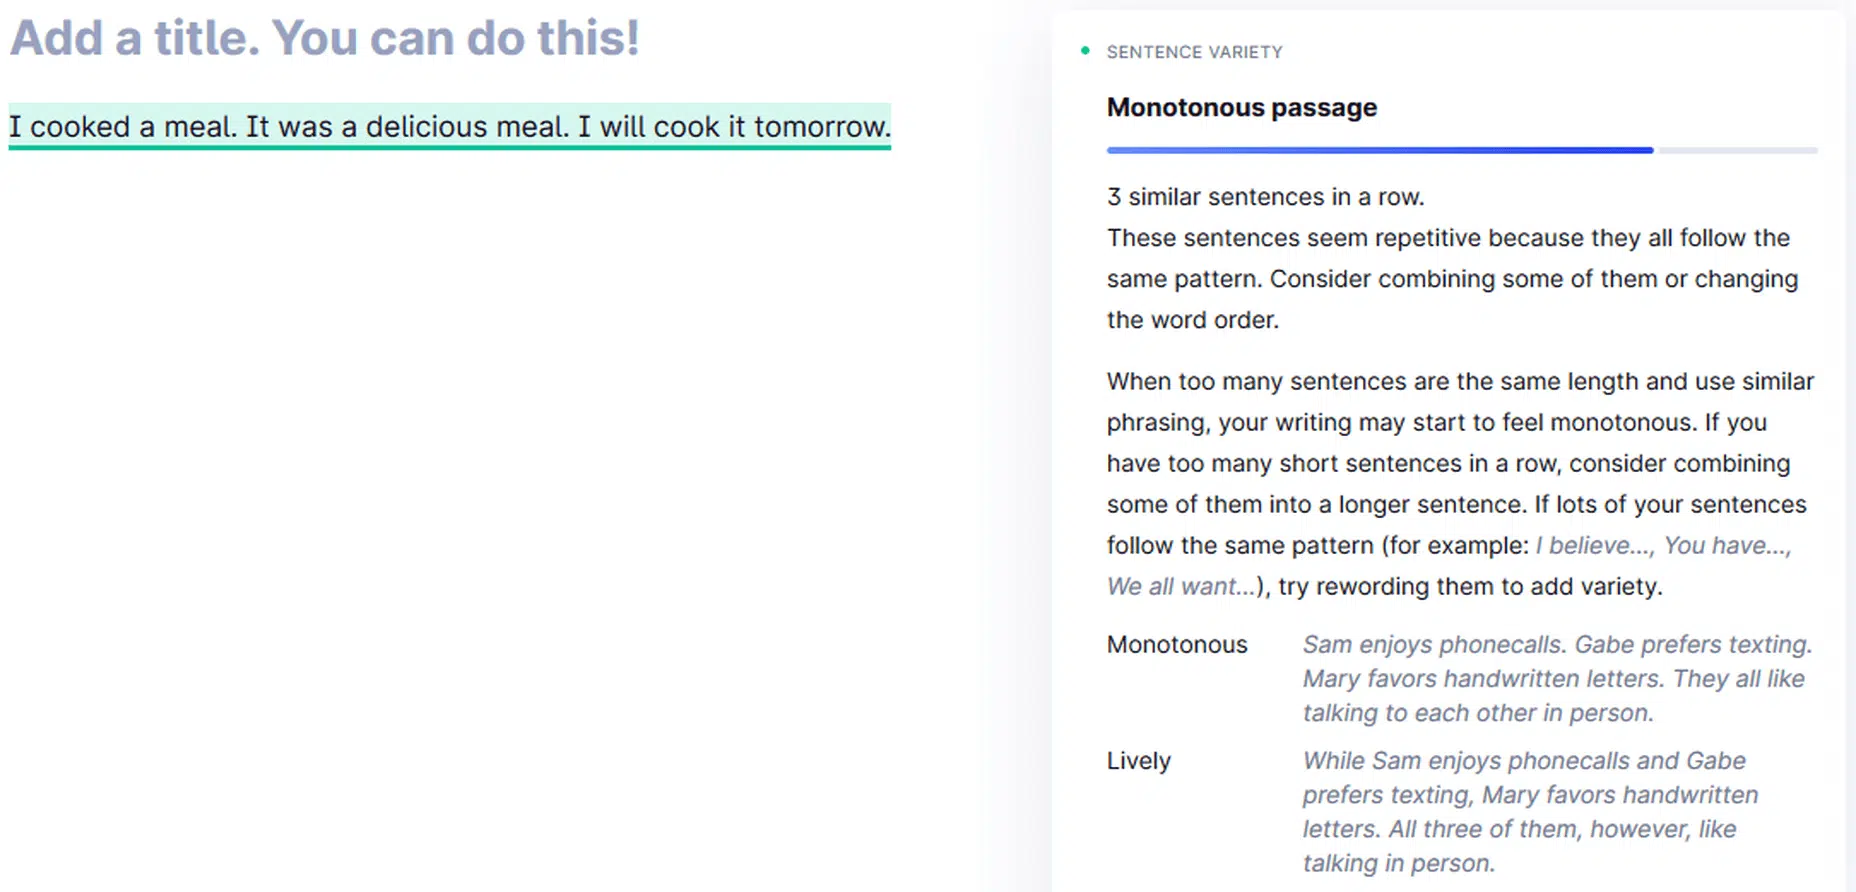 Add a title. You can do this!
I cooked a meal. It was a delicious meal. I will cook it tomorrow.
SENTENCE VARIETY
Monotonous passage
3 similar sentences in a row.
These sentences seem repetitive because they all follow the
same pattern. Consider combining some of them or changing
the word order.
When too many sentences are the same length and use similar
phrasing, your writing may start to feel monotonous. If you
have too many short sentences in a row, consider combining
some of them into a longer sentence. If lots of your sentences
follow the same pattern (for example: I believe..., You have...,
We all want...), try rewording them to add variety.
Monotonous
Sam enjoys phonecalls. Gabe prefers texting.
Mary favors handwritten letters. They all like
talking to each other in person.
Lively
While Sam enjoys phonecalls and Gabe
prefers texting, Mary favors handwritten
letters. All three of them, however, like
talking in person.